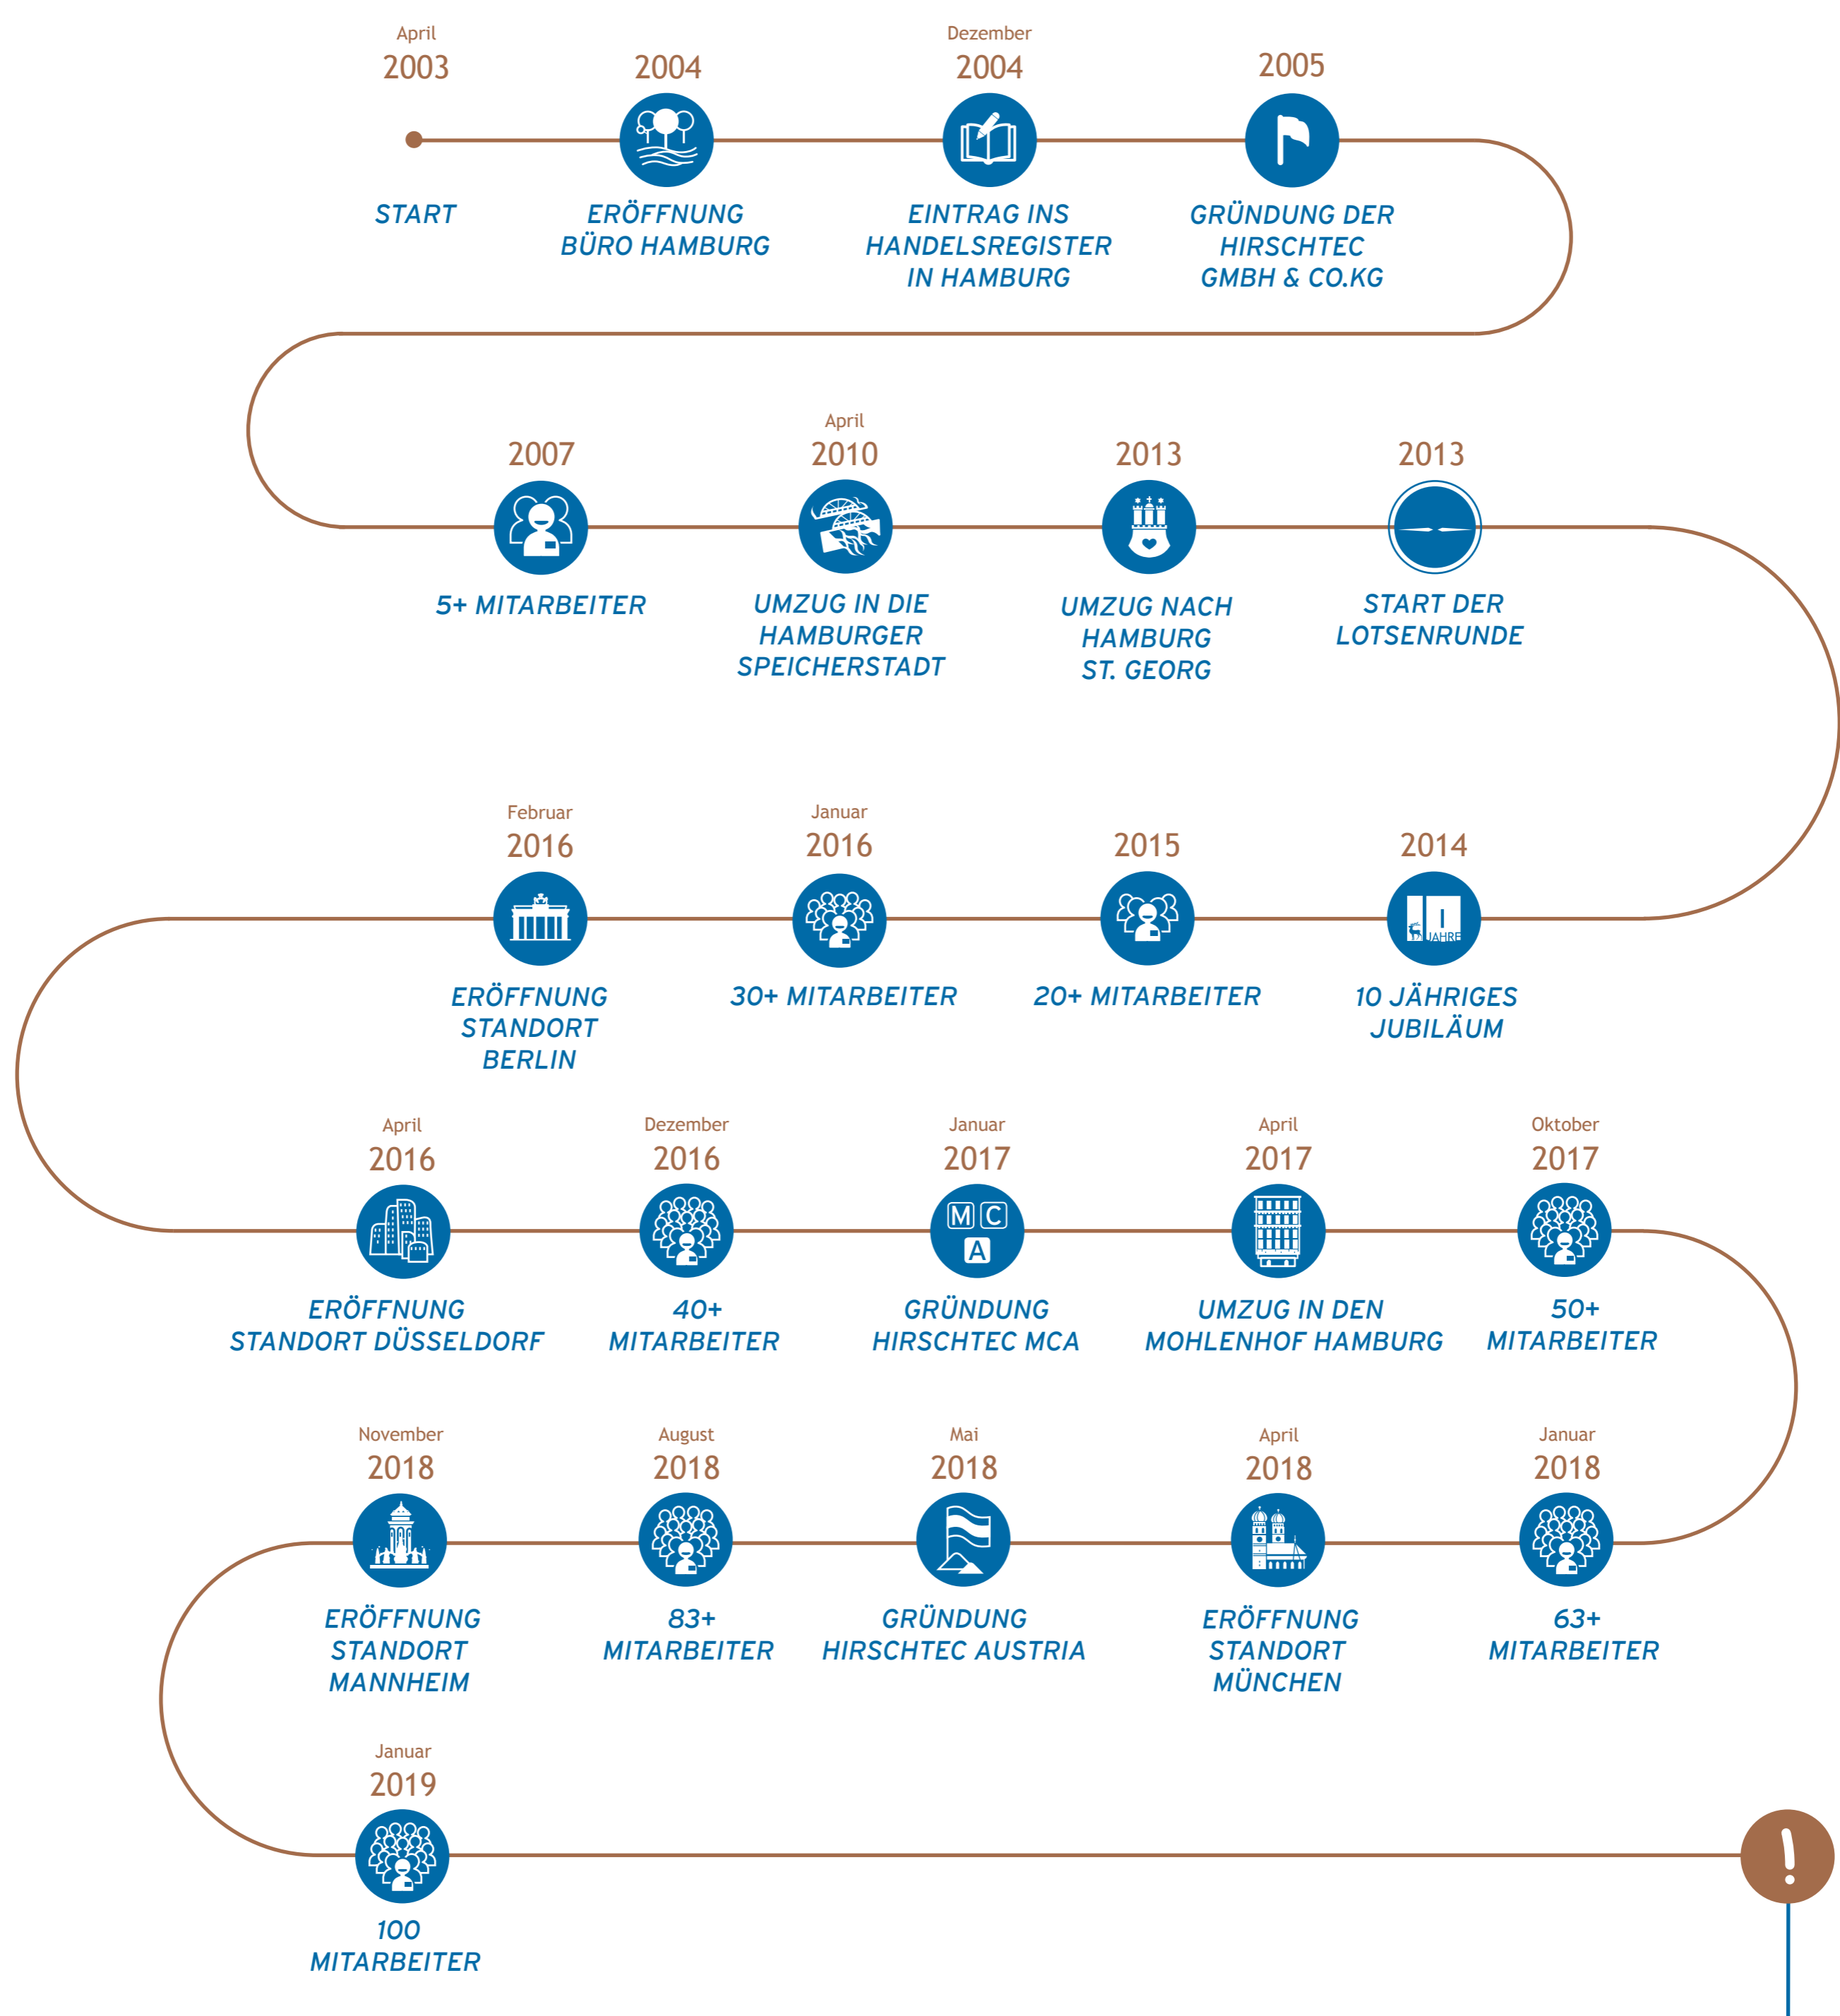 April
2003
START
2004
ERÖFFNUNG
BÜRO HAMBURG
Dezember
2004
EINTRAG INS
HANDELSREGISTER
IN HAMBURG
2005
GRÜNDUNG DER
HIRSCHTEC
GMBH & CO.KG
2007
5+ MITARBEITER
April
2010
UMZUG IN DIE
HAMBURGER
SPEICHERSTADT
2013
UMZUG NACH
HAMBURG
ST. GEORG
2013
START DER
LOTSENRUNDE
2014
JAHRE
10 JÄHRIGES
JUBILÄUM
2015
20+ MITARBEITER
Januar
2016
30+ MITARBEITER
Februar
2016
ERÖFFNUNG
STANDORT
BERLIN
April
2016
ERÖFFNUNG
STANDORT DÜSSELDORF
Dezember
2016
40+
MITARBEITER
Januar
2017
M C
A
GRÜNDUNG
HIRSCHTEC MCA
April
2017
UMZUG IN DEN
MOHLENHOF HAMBURG
Oktober
2017
50+
MITARBEITER
Januar
2018
63+
MITARBEITER
April
2018
ERÖFFNUNG
STANDORT
MÜNCHEN
Mai
2018
GRÜNDUNG
HIRSCHTEC AUSTRIA
August
2018
83+
MITARBEITER
November
2018
ERÖFFNUNG
STANDORT
MANNHEIM
Januar
2019
100
MITARBEITER
!